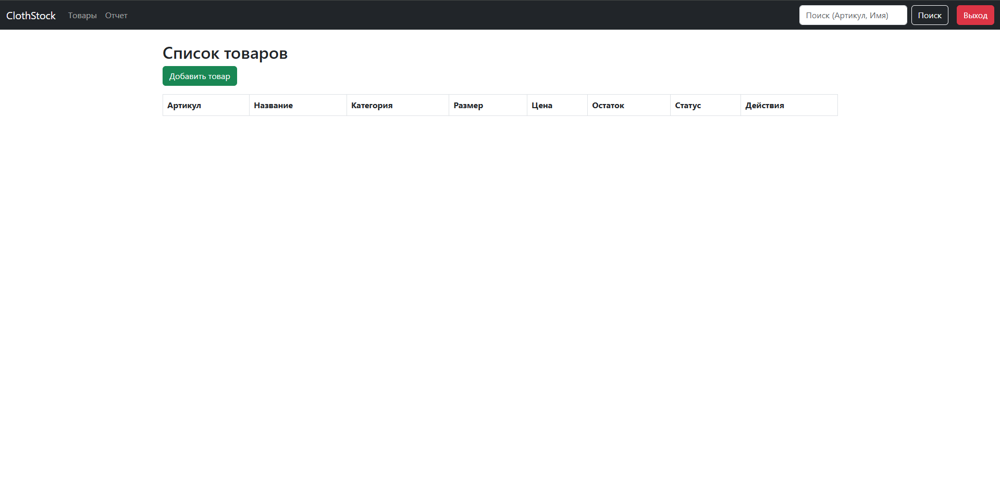 ClothStock Товары Отчет Поиск (Артикул, Имя) Поиск Выход
Список товаров
Добавить товар
Артикул Название Категория Размер Цена Остаток Статус Действия